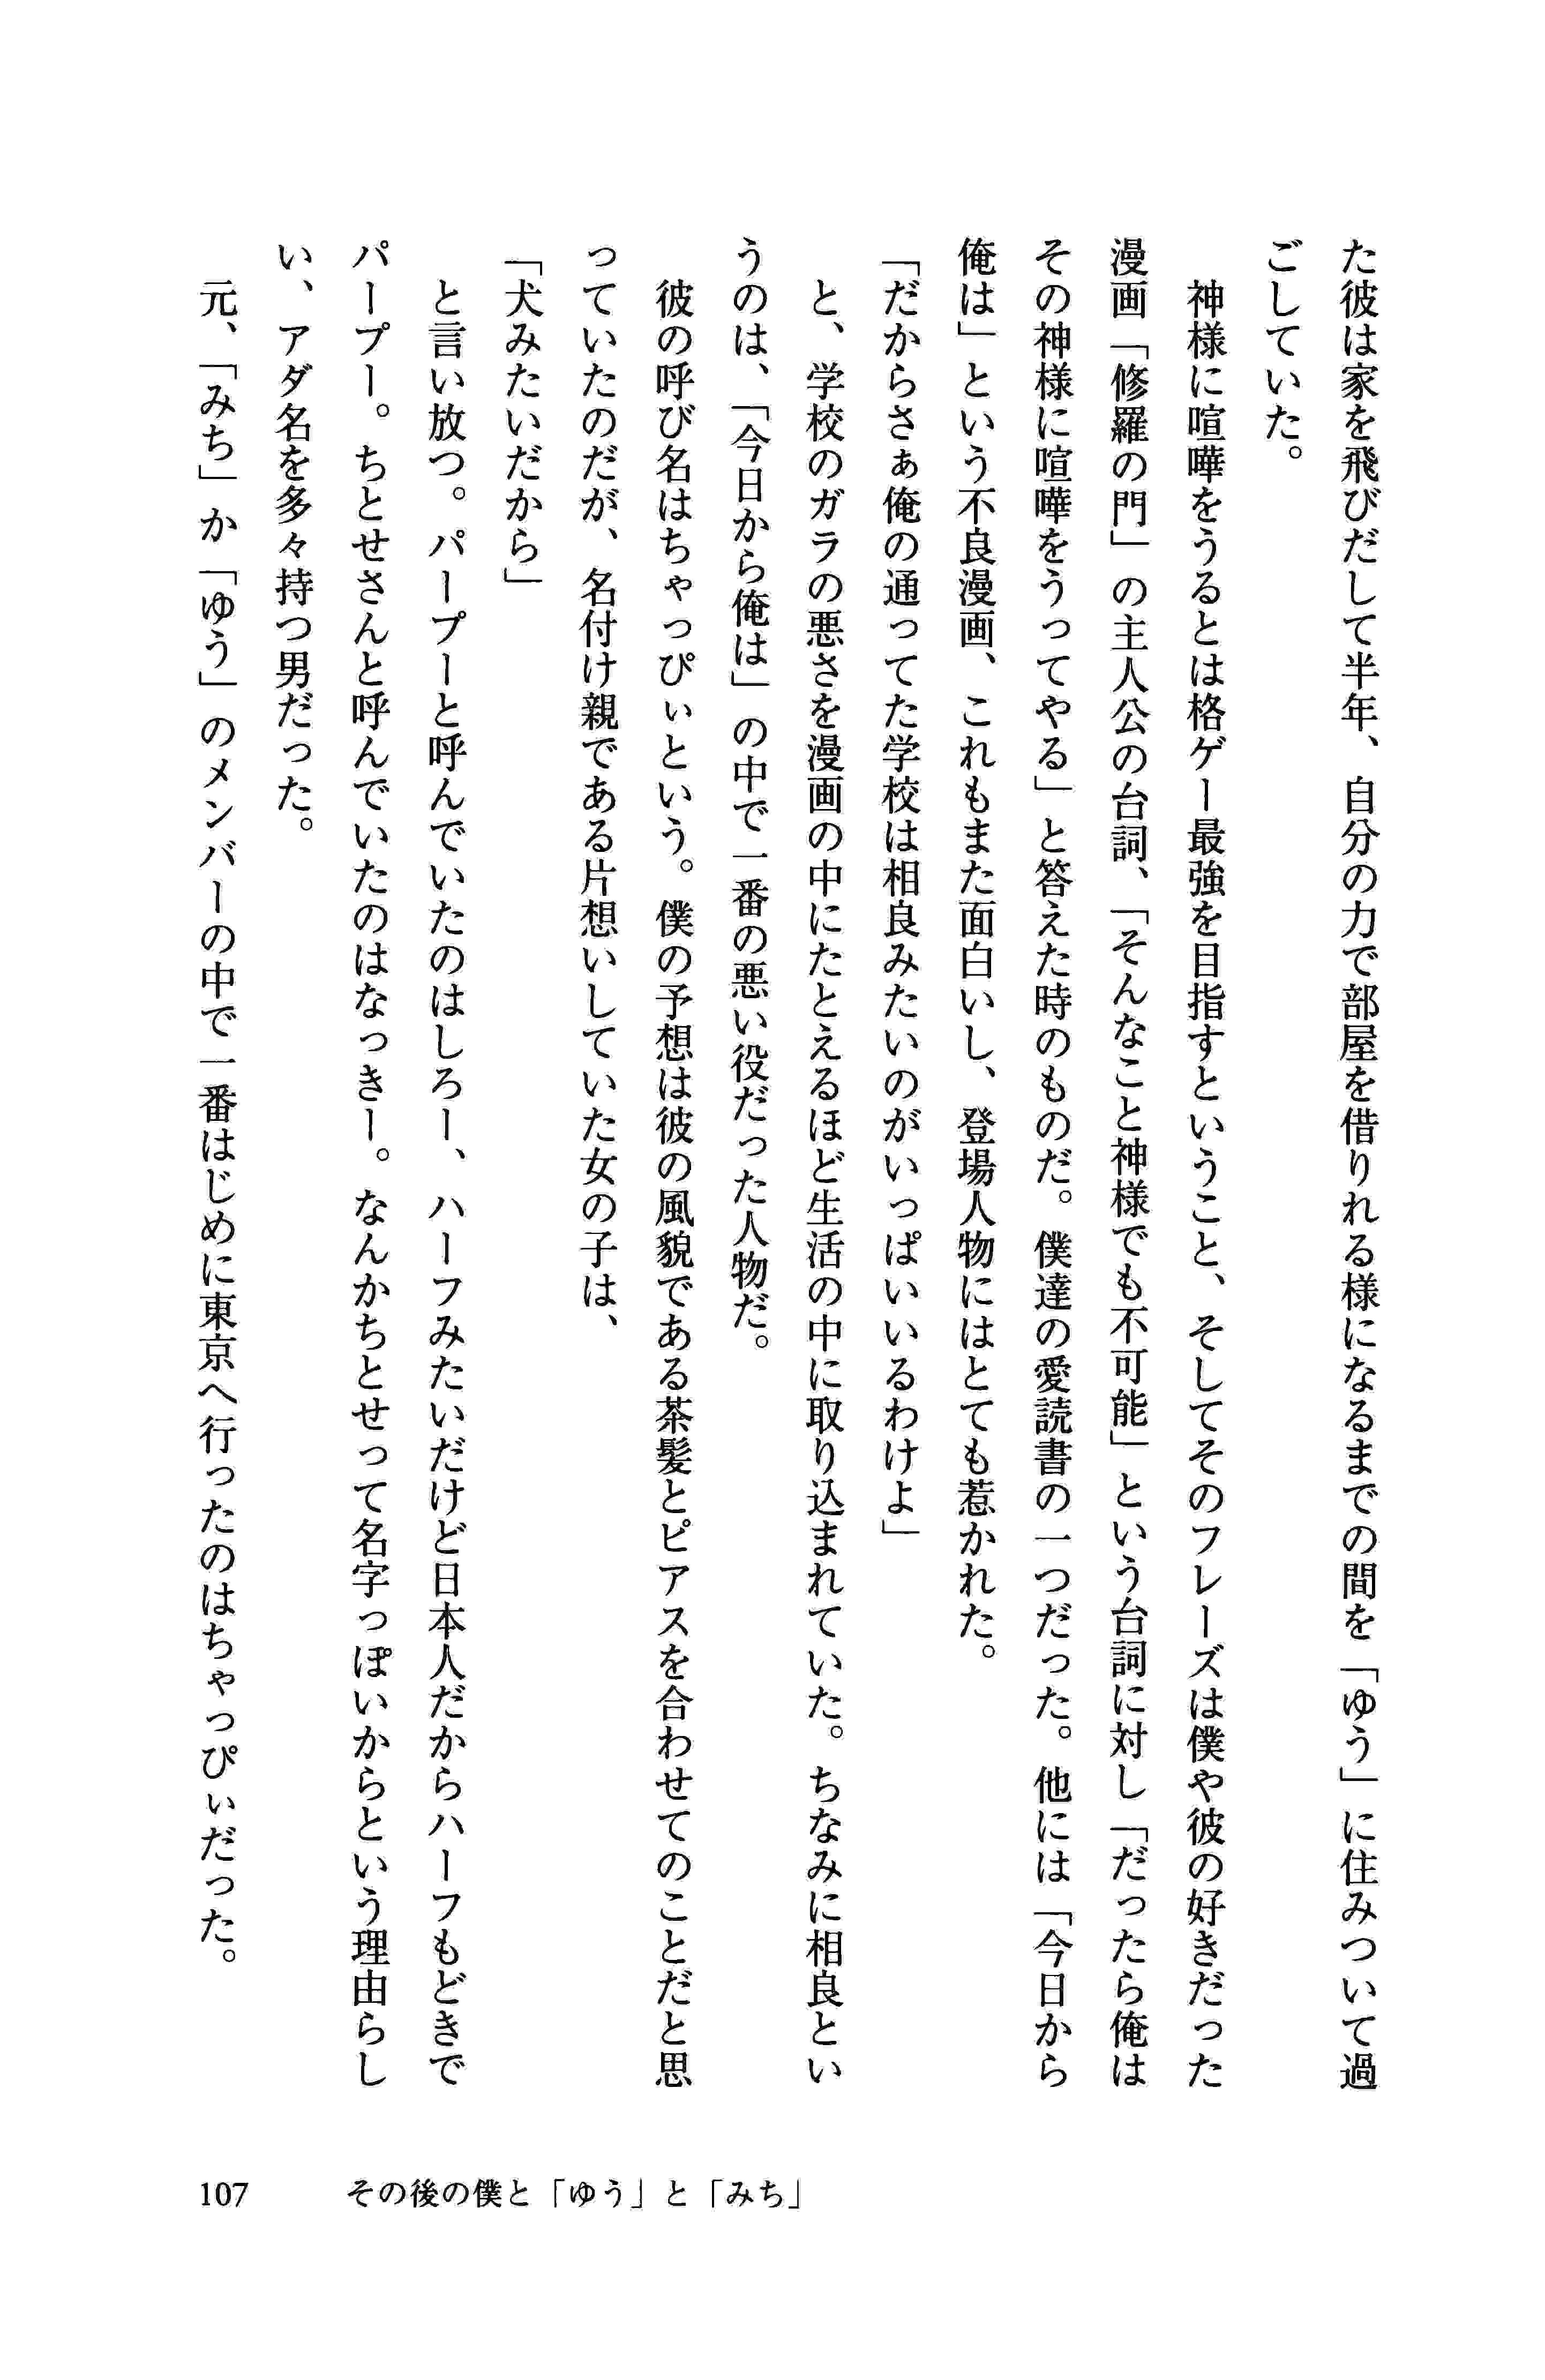 た彼は家を飛びだして半年、自分の力で部屋を借りれる様になるまでの間を「ゆう」に住みついて過
ごしていた。
　神様に喧嘩をうるとは格ゲー最強を目指すということ、そしてそのフレーズは僕や彼の好きだった
漫画「修羅の門」の主人公の台詞、「そんなこと神様でも不可能」という台詞に対し「だったら俺は
その神様に喧嘩をうってやる」と答えた時のものだ。僕達の愛読書の一つだった。他には「今日から
俺は」という不良漫画、これもまた面白いし、登場人物にはとても惹かれた。
「だからさぁ俺の通ってた学校は相良みたいのがいっぱいいるわけよ」
　と、学校のガラの悪さを漫画の中にたとえるほど生活の中に取り込まれていた。ちなみに相良とい
うのは、「今日から俺は」の中で一番の悪い役だった人物だ。
　彼の呼び名はちゃっぴぃという。僕の予想は彼の風貌である茶髪とピアスを合わせてのことだと思
っていたのだが、名付け親である片想いしていた女の子は、
「犬みたいだから」
　と言い放つ。パープーと呼んでいたのはしろー、ハーフみたいだけど日本人だからハーフもどきで
パープー。ちとせさんと呼んでいたのはなっきー。なんかちとせって名字っぽいからという理由らし
い、アダ名を多々持つ男だった。
　元、「みち」か「ゆう」のメンバーの中で一番はじめに東京へ行ったのはちゃっぴぃだった。
107　その後の僕と「ゆう」と「みち」